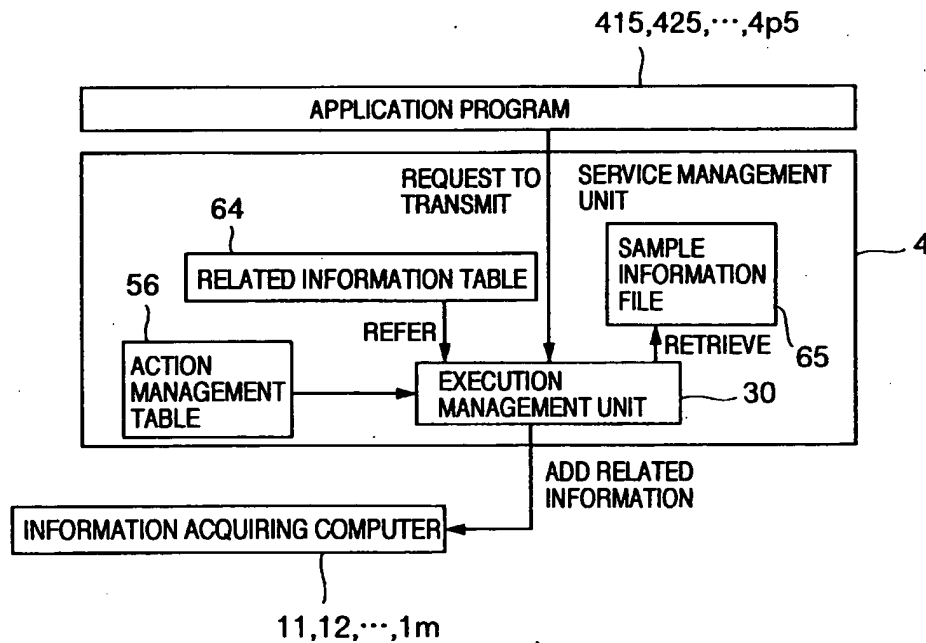 415,425,···,4p5
APPLICATION PROGRAM
REQUEST TO
TRANSMIT
SERVICE MANAGEMENT
UNIT
64
RELATED INFORMATION TABLE
SAMPLE
INFORMATION
FILE
4
56
REFER
RETRIEVE
65
ACTION
MANAGEMENT
TABLE
EXECUTION
MANAGEMENT UNIT
30
ADD RELATED
INFORMATION
INFORMATION ACQUIRING COMPUTER
11,12,···,1m